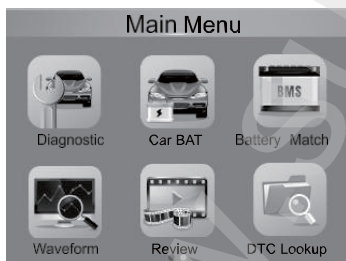 Main Menu
BMS
Diagnostic Car BAT Battery Match
Waveform Review DTC Lookup